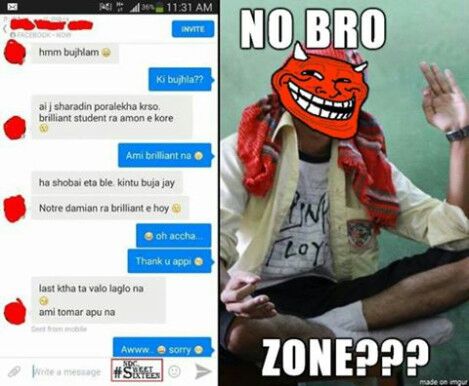 36% 11:31 AM
FACEBOOK • NOW
INVITE
hmm bujhlam
Ki bujhla??
ai j sharadin poralekha krso.
brilliant student ra amon e kore
Ami brilliant na
ha shobai eta ble. kintu buja jay
Notre damian ra brilliant e hoy
oh accha...
Thank u appi
last ktha ta valo laglo na
ami tomar apu na
Sent from mobile
Awww.. sorry
Write a message
NDC
#SWEET
SIXTEEN
NO BRO
PINK
FLOY
ZONE???
made on imgur